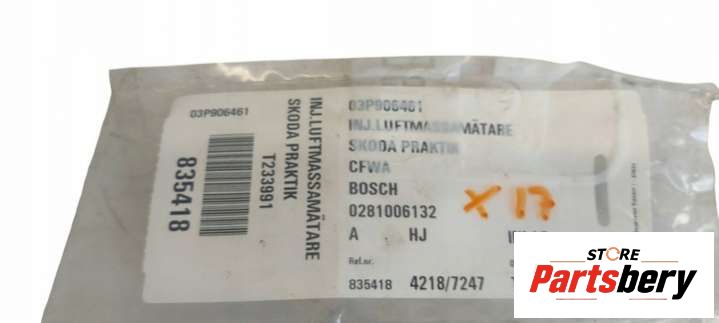 03P906461
INJ.LUFTMASSAMÄTARE
SKODA PRAKTIK
T233991
835418
03P906461
INJ.LUFTMASSAMÄTARE
SKODA PRAKTIK
CFWA
BOSCH
0281006132
X 17
A HJ
Ref.nr.
835418 4218/7247
STORE
Partsbery